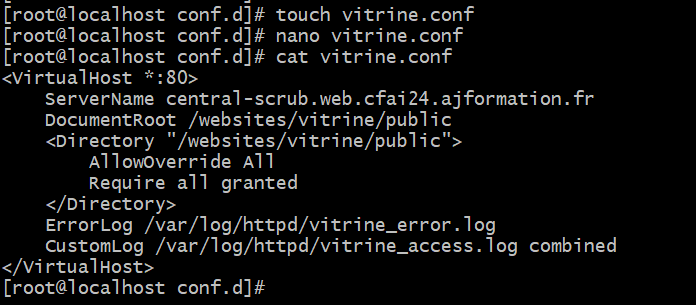 [root@localhost conf.d]# touch vitrine.conf
[root@localhost conf.d]# nano vitrine.conf
[root@localhost conf.d]# cat vitrine.conf
<VirtualHost *:80>
    ServerName central-scrub.web.cfai24.ajformation.fr
    DocumentRoot /websites/vitrine/public
    <Directory "/websites/vitrine/public">
        AllowOverride All
        Require all granted
    </Directory>
    ErrorLog /var/log/httpd/vitrine_error.log
    CustomLog /var/log/httpd/vitrine_access.log combined
</VirtualHost>
[root@localhost conf.d]#